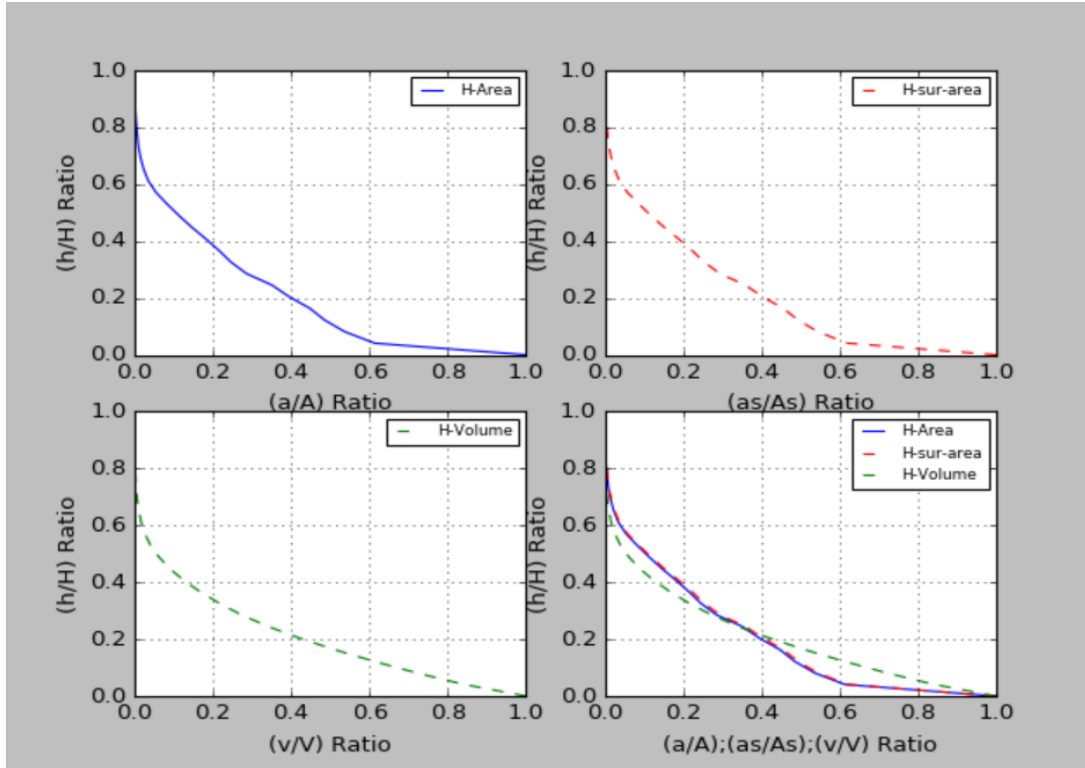 1.0
0.8
0.6
0.4
0.2
0.0
(h/H) Ratio
H-Area
0.0 0.2 0.4 0.6 0.8 1.0
(a/A) Ratio
1.0
0.8
0.6
0.4
0.2
0.0
(h/H) Ratio
H-sur-area
0.0 0.2 0.4 0.6 0.8 1.0
(as/As) Ratio
1.0
0.8
0.6
0.4
0.2
0.0
(h/H) Ratio
H-Volume
0.0 0.2 0.4 0.6 0.8 1.0
(v/V) Ratio
1.0
0.8
0.6
0.4
0.2
0.0
(h/H) Ratio
H-Area
H-sur-area
H-Volume
0.0 0.2 0.4 0.6 0.8 1.0
(a/A);(as/As);(v/V) Ratio